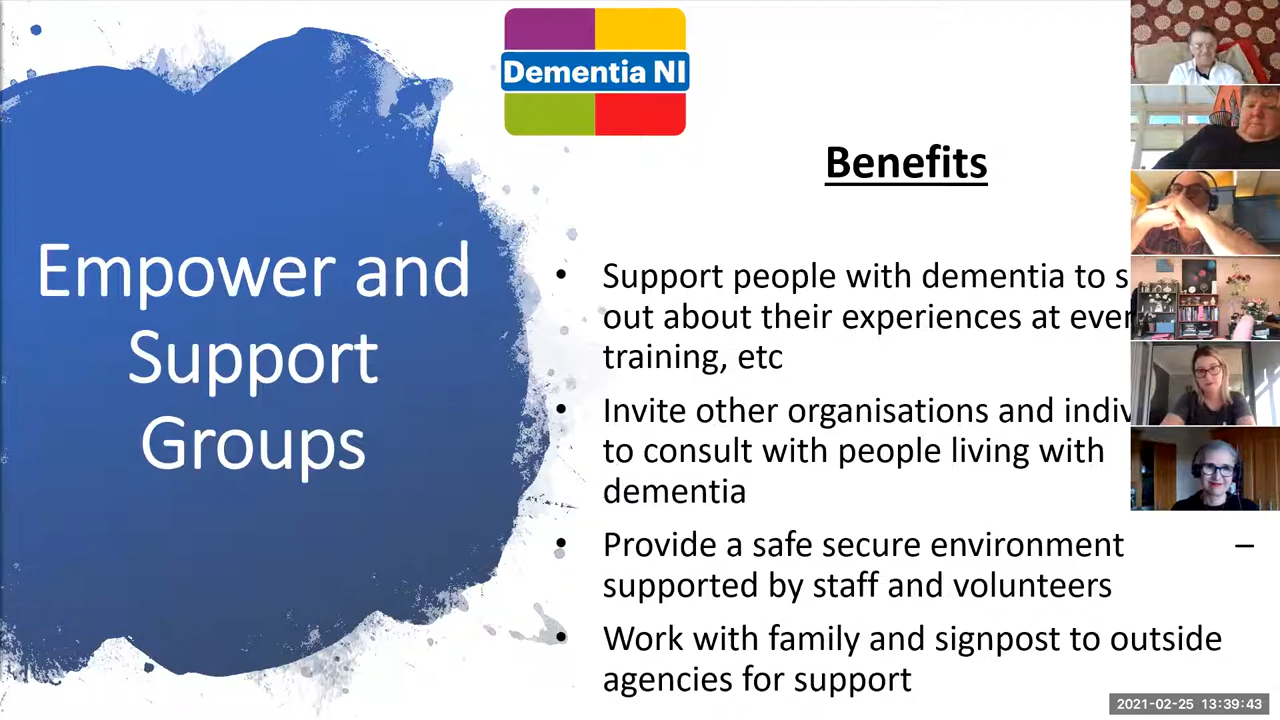 Dementia NI
Empower and
Support
Groups
Benefits
• Support people with dementia to
out about their experiences at
training, etc
• Invite other organisations and
to consult with people living with
dementia
• Provide a safe secure environment –
supported by staff and volunteers
• Work with family and signpost to outside
agencies for support
2021-02-25 13:39:43